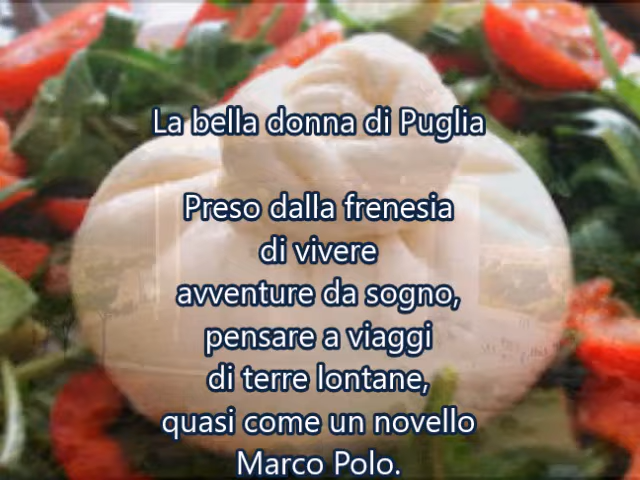 La bella donna di Puglia
Preso dalla frenesia
di vivere
avventure da sogno,
pensare a viaggi
di terre lontane,
quasi come un novello
Marco Polo.